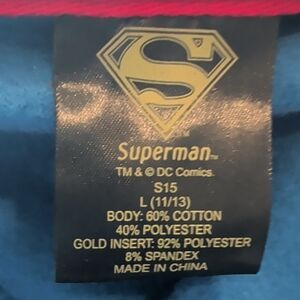 Superman™
TM & © DC Comics.
S15
L (11/13)
BODY: 60% COTTON
40% POLYESTER
GOLD INSERT: 92% POLYESTER
8% SPANDEX
MADE IN CHINA